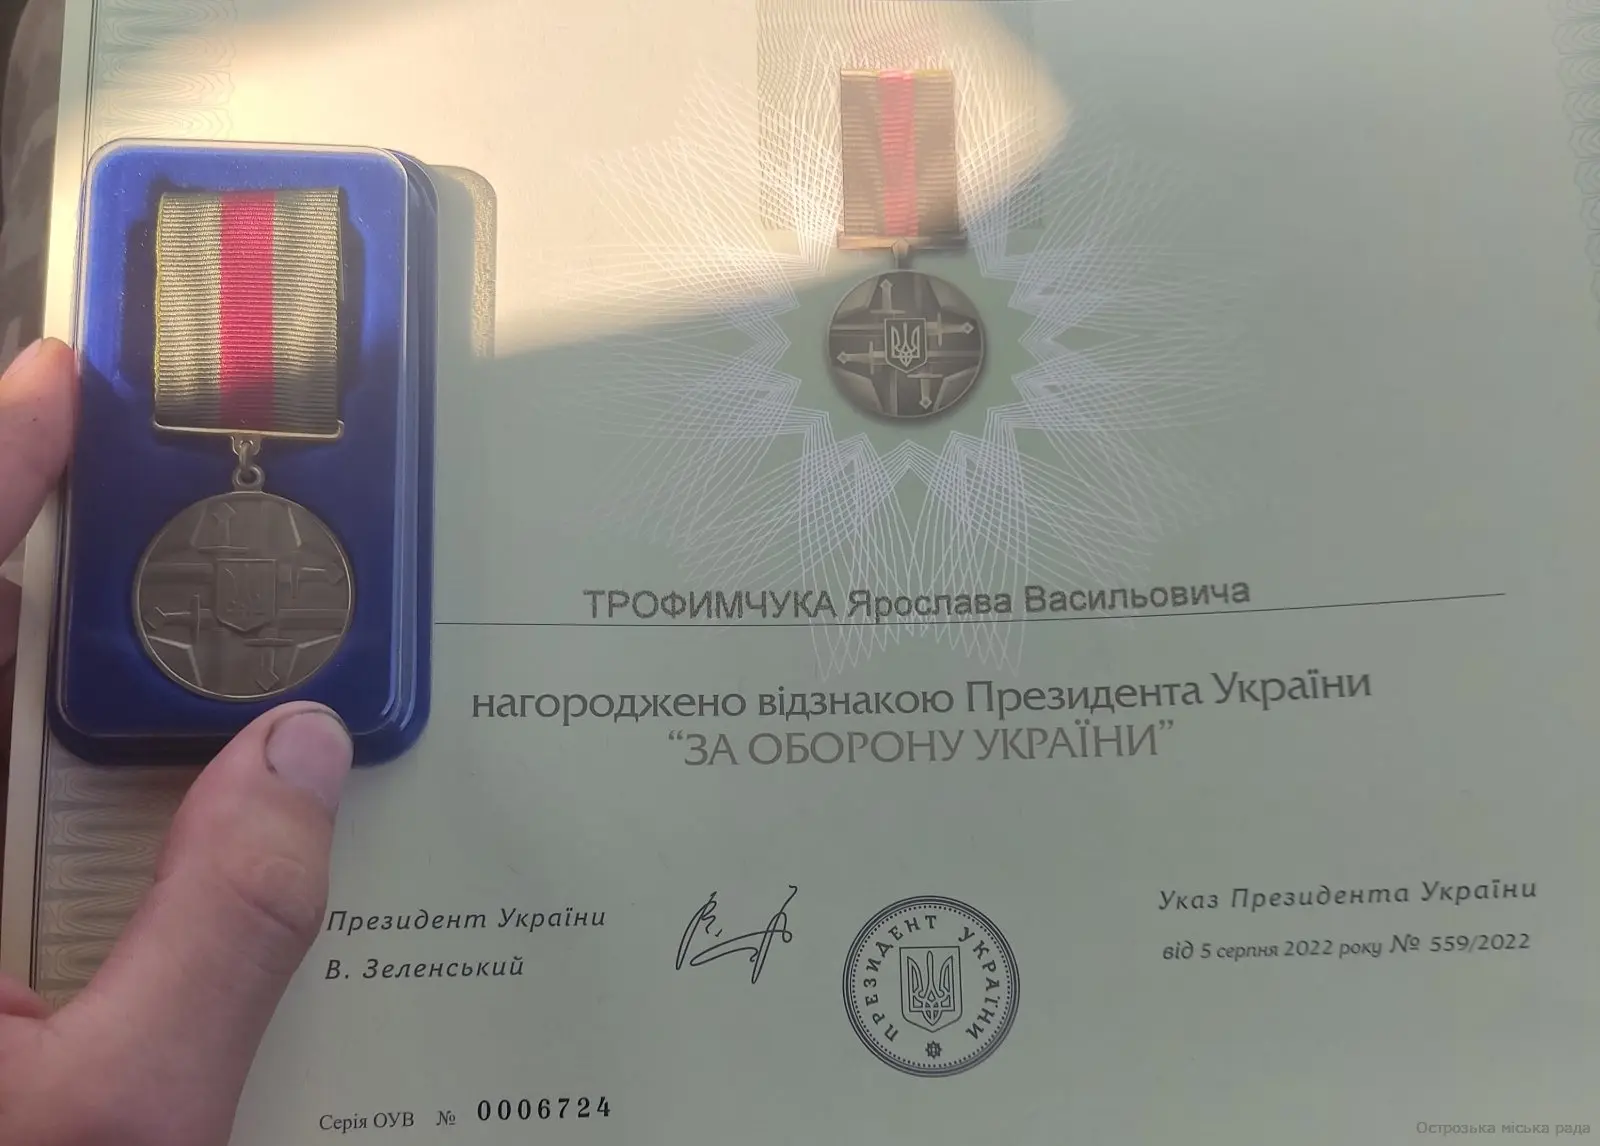 ТРОФИМЧУКА Ярослава Васильовича
нагороджено відзнакою Президента України
“ЗА ОБОРОНУ УКРАЇНИ”
Президент України
В. Зеленський
ПРЕЗИДЕНТ УКРАЇНИ
Указ Президента України
від 5 серпня 2022 року № 559/2022
Серія ОУВ № 0006724
Острозька міська рада